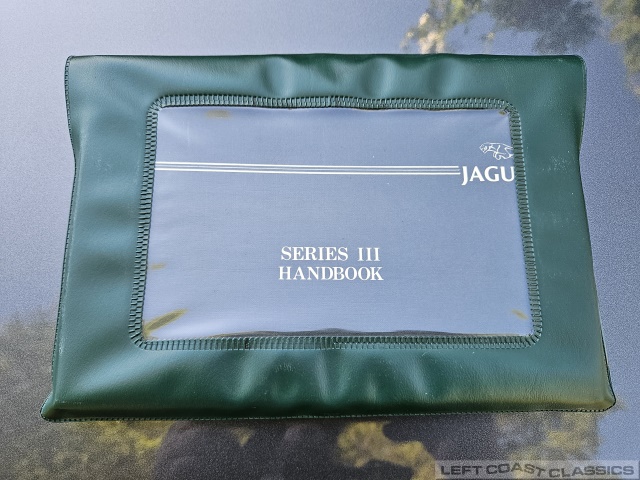 JAGU
SERIES III
HANDBOOK
LEFT COAST CLASSICS